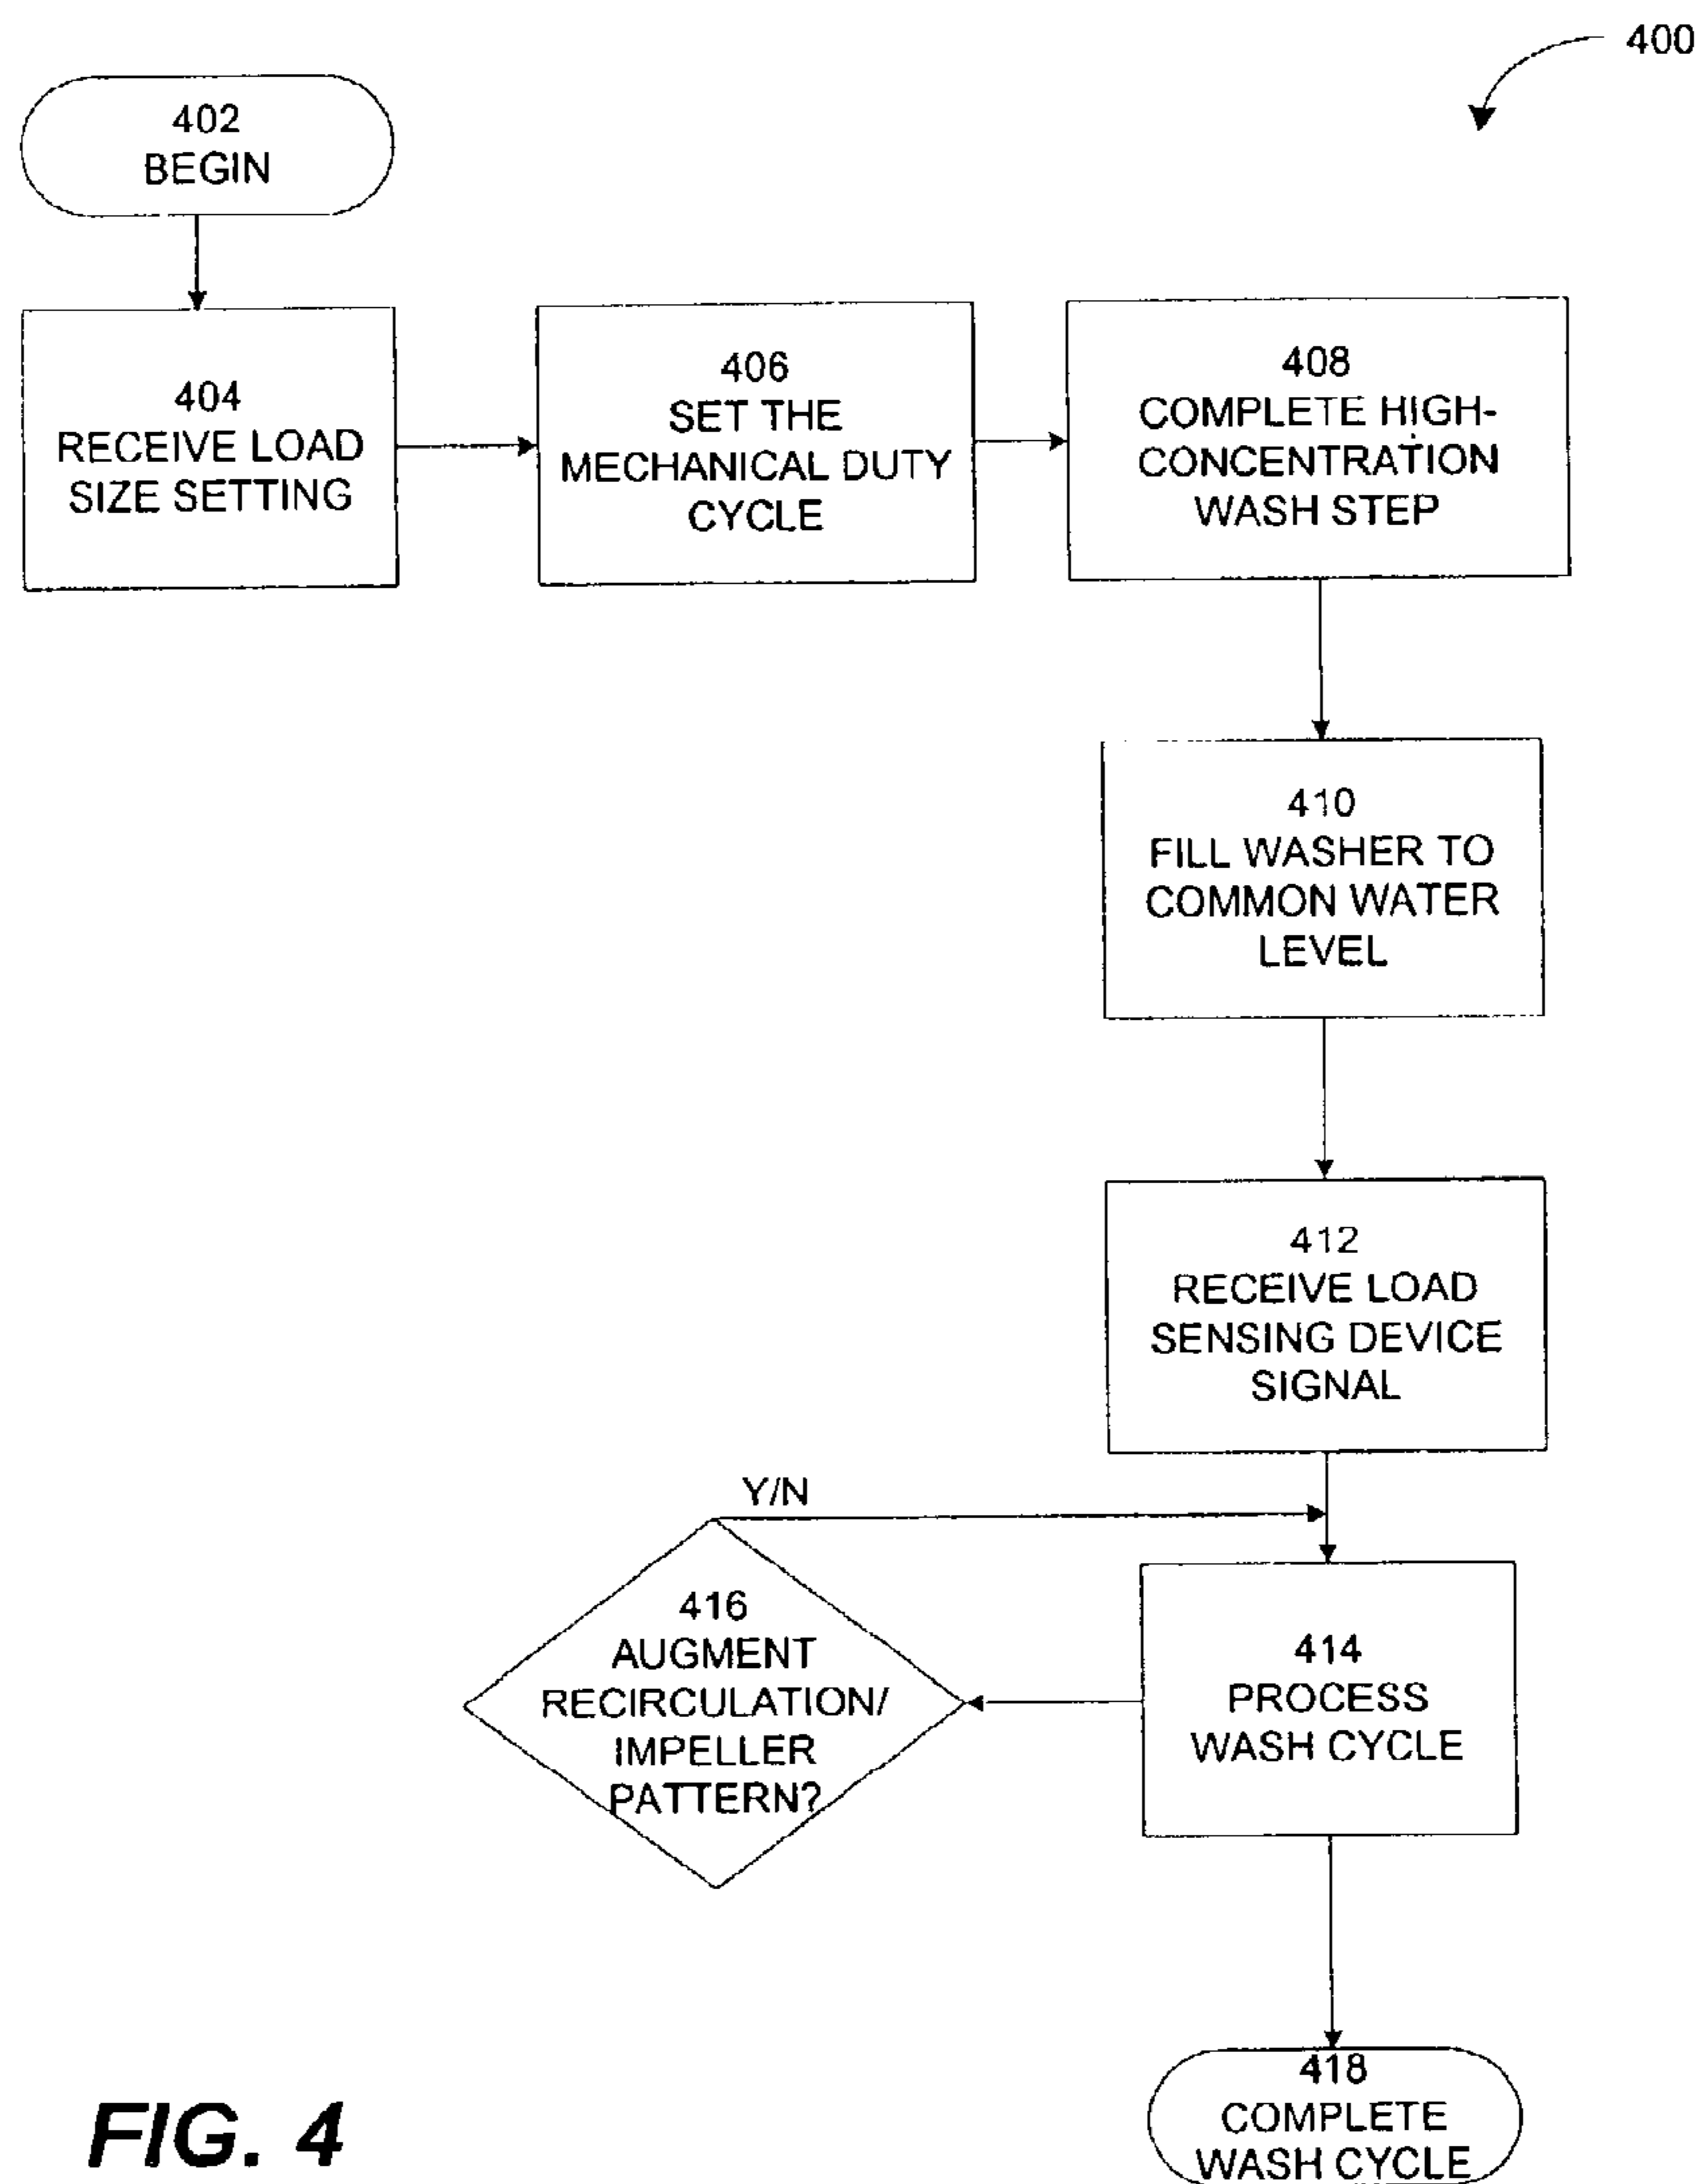 400
402
BEGIN
404
RECEIVE LOAD
SIZE SETTING
406
SET THE
MECHANICAL DUTY
CYCLE
408
COMPLETE HIGH-
CONCENTRATION
WASH STEP
410
FILL WASHER TO
COMMON WATER
LEVEL
412
RECEIVE LOAD
SENSING DEVICE
SIGNAL
Y/N
416
AUGMENT
RECIRCULATION/
IMPELLER
PATTERN?
414
PROCESS
WASH CYCLE
418
COMPLETE
WASH CYCLE
FIG. 4